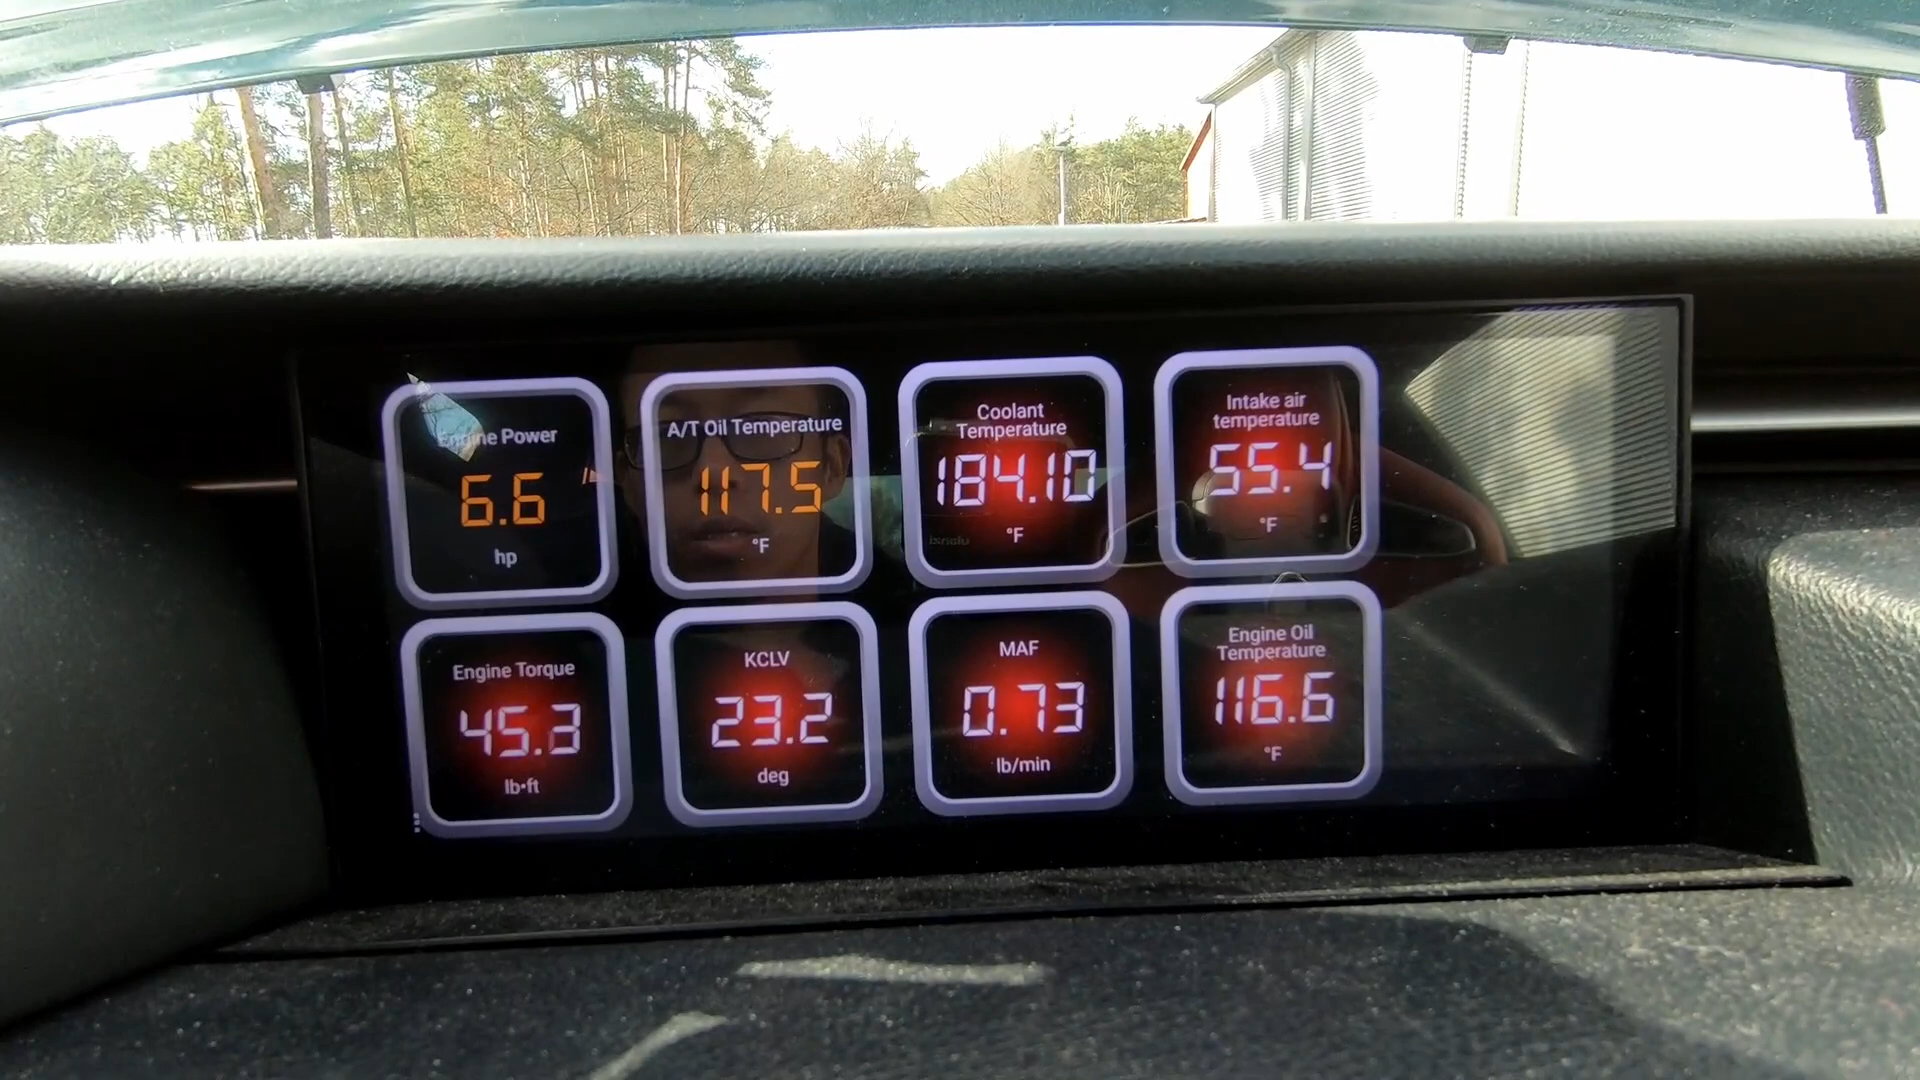 Engine Power
6.6
hp
A/T Oil Temperature
117.5
°F
Coolant
Temperature
184.10
°F
Intake air
temperature
55.4
°F
Engine Torque
45.3
lb•ft
KCLV
23.2
deg
MAF
0.73
lb/min
Engine Oil
Temperature
116.6
°F